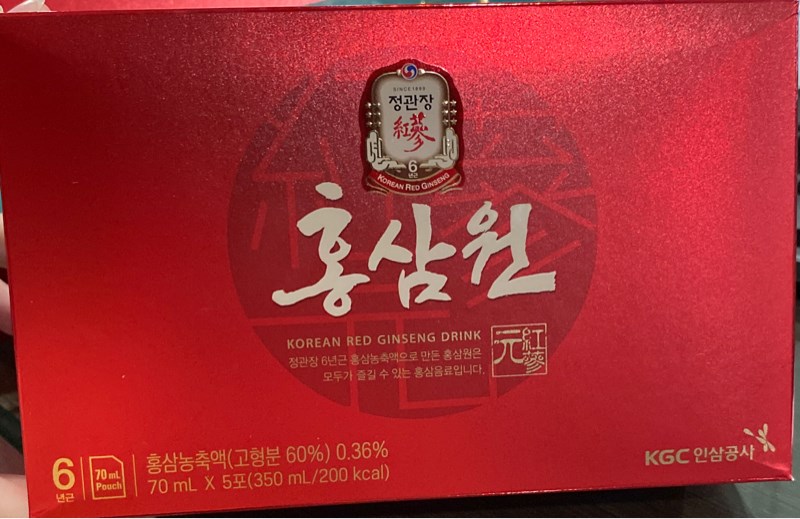 SINCE 1899
정관장
紅蔘
6
년근
KOREAN RED GINSENG
홍삼원
KOREAN RED GINSENG DRINK
정관장 6년근 홍삼농축액으로 만든 홍삼원은
모두가 즐길 수 있는 홍삼음료입니다.
元紅蔘
6
년근
70 mL
Pouch
홍삼농축액(고형분 60%) 0.36%
70 mL X 5포(350 mL/200 kcal)
KGC 인삼공사